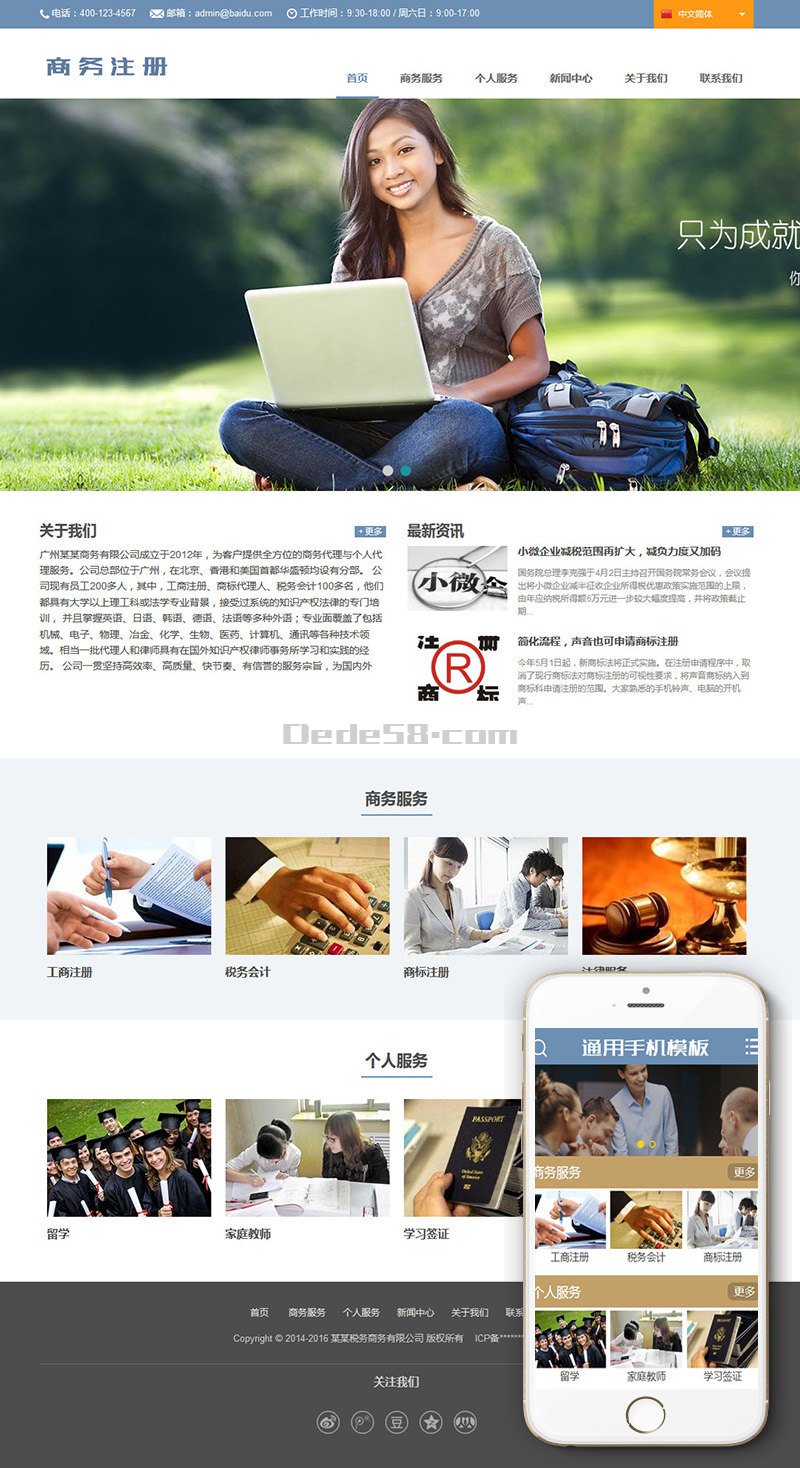 电话：400-123-4567 邮箱：admin@baidu.com 工作时间：9:30-18:00 / 周六日：9:00-17:00 中文简体
商务注册
首页 商务服务 个人服务 新闻中心 关于我们 联系我们
只为成就
你
关于我们 +更多
广州某某商务有限公司成立于2012年，为客户提供全方位的商务代理与个人代
理服务。公司总部位于广州，在北京、香港和美国首都华盛顿均设有分部。 公
司现有员工200多人，其中，工商注册、商标代理人、税务会计100多名，他们
都具有大学以上理工科或法学专业背景，接受过系统的知识产权法律的专门培
训， 并且掌握英语、日语、韩语、德语、法语等多种外语；专业面覆盖了包括
机械、电子、物理、冶金、化学、生物、医药、计算机、通讯等各种技术领
域。相当一批代理人和律师具有在国外知识产权律师事务所学习和实践的经
历。 公司一贯坚持高效率、高质量、快节奏、有信誉的服务宗旨，为国内外
最新资讯 +更多
小微企
小微企业减税范围再扩大，减负力度又加码
国务院总理李克强于4月2日主持召开国务院常务会议，会议提
出将小微企业减半征收企业所得税优惠政策实施范围的上限，
由年应纳税所得额6万元进一步较大幅度提高，并将政策截止
期...
注册
R
商标
简化流程，声音也可申请商标注册
今年5月1日起，新商标法将正式实施。在注册申请程序中，取
消了现行商标法对商标注册的可视性要求，将声音商标纳入到
商标科申请注册的范围。大家熟悉的手机铃声、电脑的开机
声...
Dede58.com
商务服务
工商注册 税务会计 商标注册 法律服务
个人服务
PASSPORT
United States
of America
留学 家庭教师 学习签证
首页 商务服务 个人服务 新闻中心 关于我们 联系
Copyright © 2014-2016 某某税务商务有限公司 版权所有 ICP备*******
关注我们
豆
通用手机模板
商务服务 更多
工商注册 税务会计 商标注册
个人服务 更多
PASSPORT
留学 家庭教师 学习签证